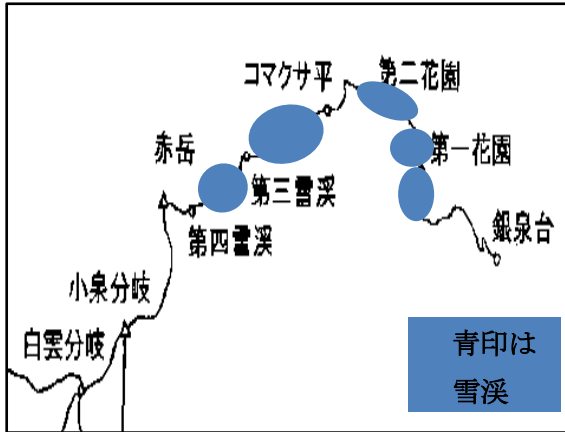 コマクサ平
第二花園
赤岳
第一花園
第三雪渓
第四雪渓
銀泉台
小泉分岐
白雲分岐
青印は
雪渓